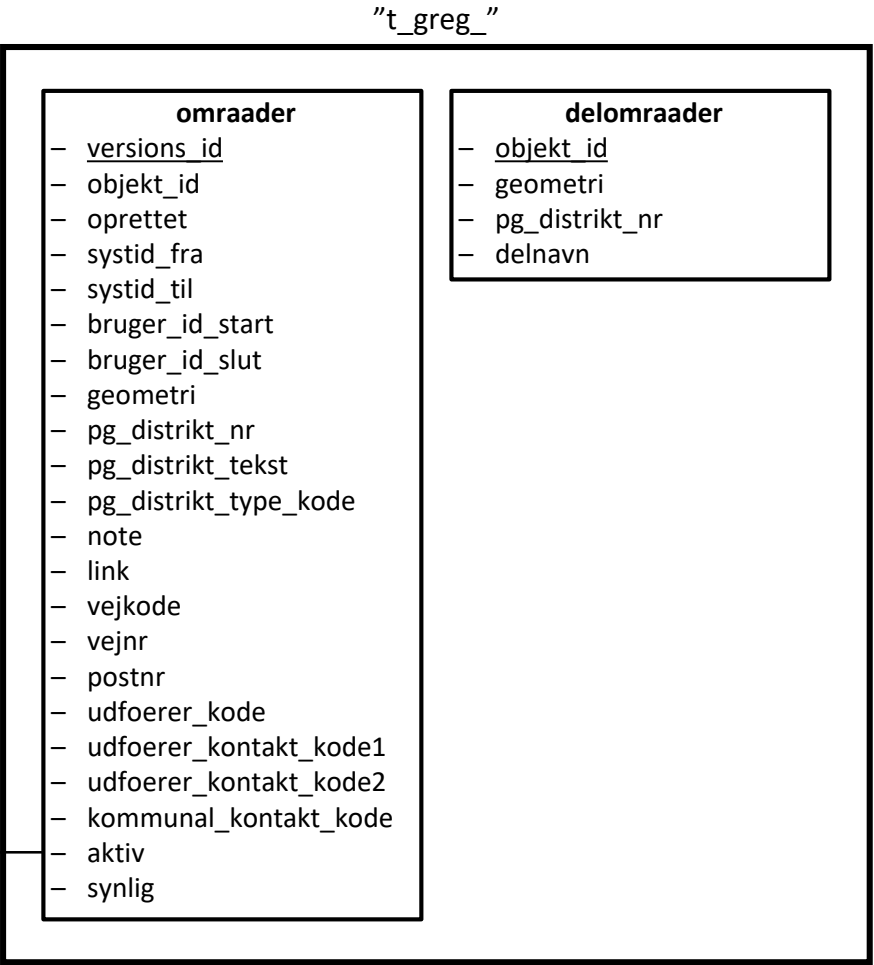 ”t_greg_”
omraader
– versions_id
– objekt_id
– oprettet
– systid_fra
– systid_til
– bruger_id_start
– bruger_id_slut
– geometri
– pg_distrikt_nr
– pg_distrikt_tekst
– pg_distrikt_type_kode
– note
– link
– vejkode
– vejnr
– postnr
– udfoerer_kode
– udfoerer_kontakt_kode1
– udfoerer_kontakt_kode2
– kommunal_kontakt_kode
– aktiv
– synlig
delomraader
– objekt_id
– geometri
– pg_distrikt_nr
– delnavn